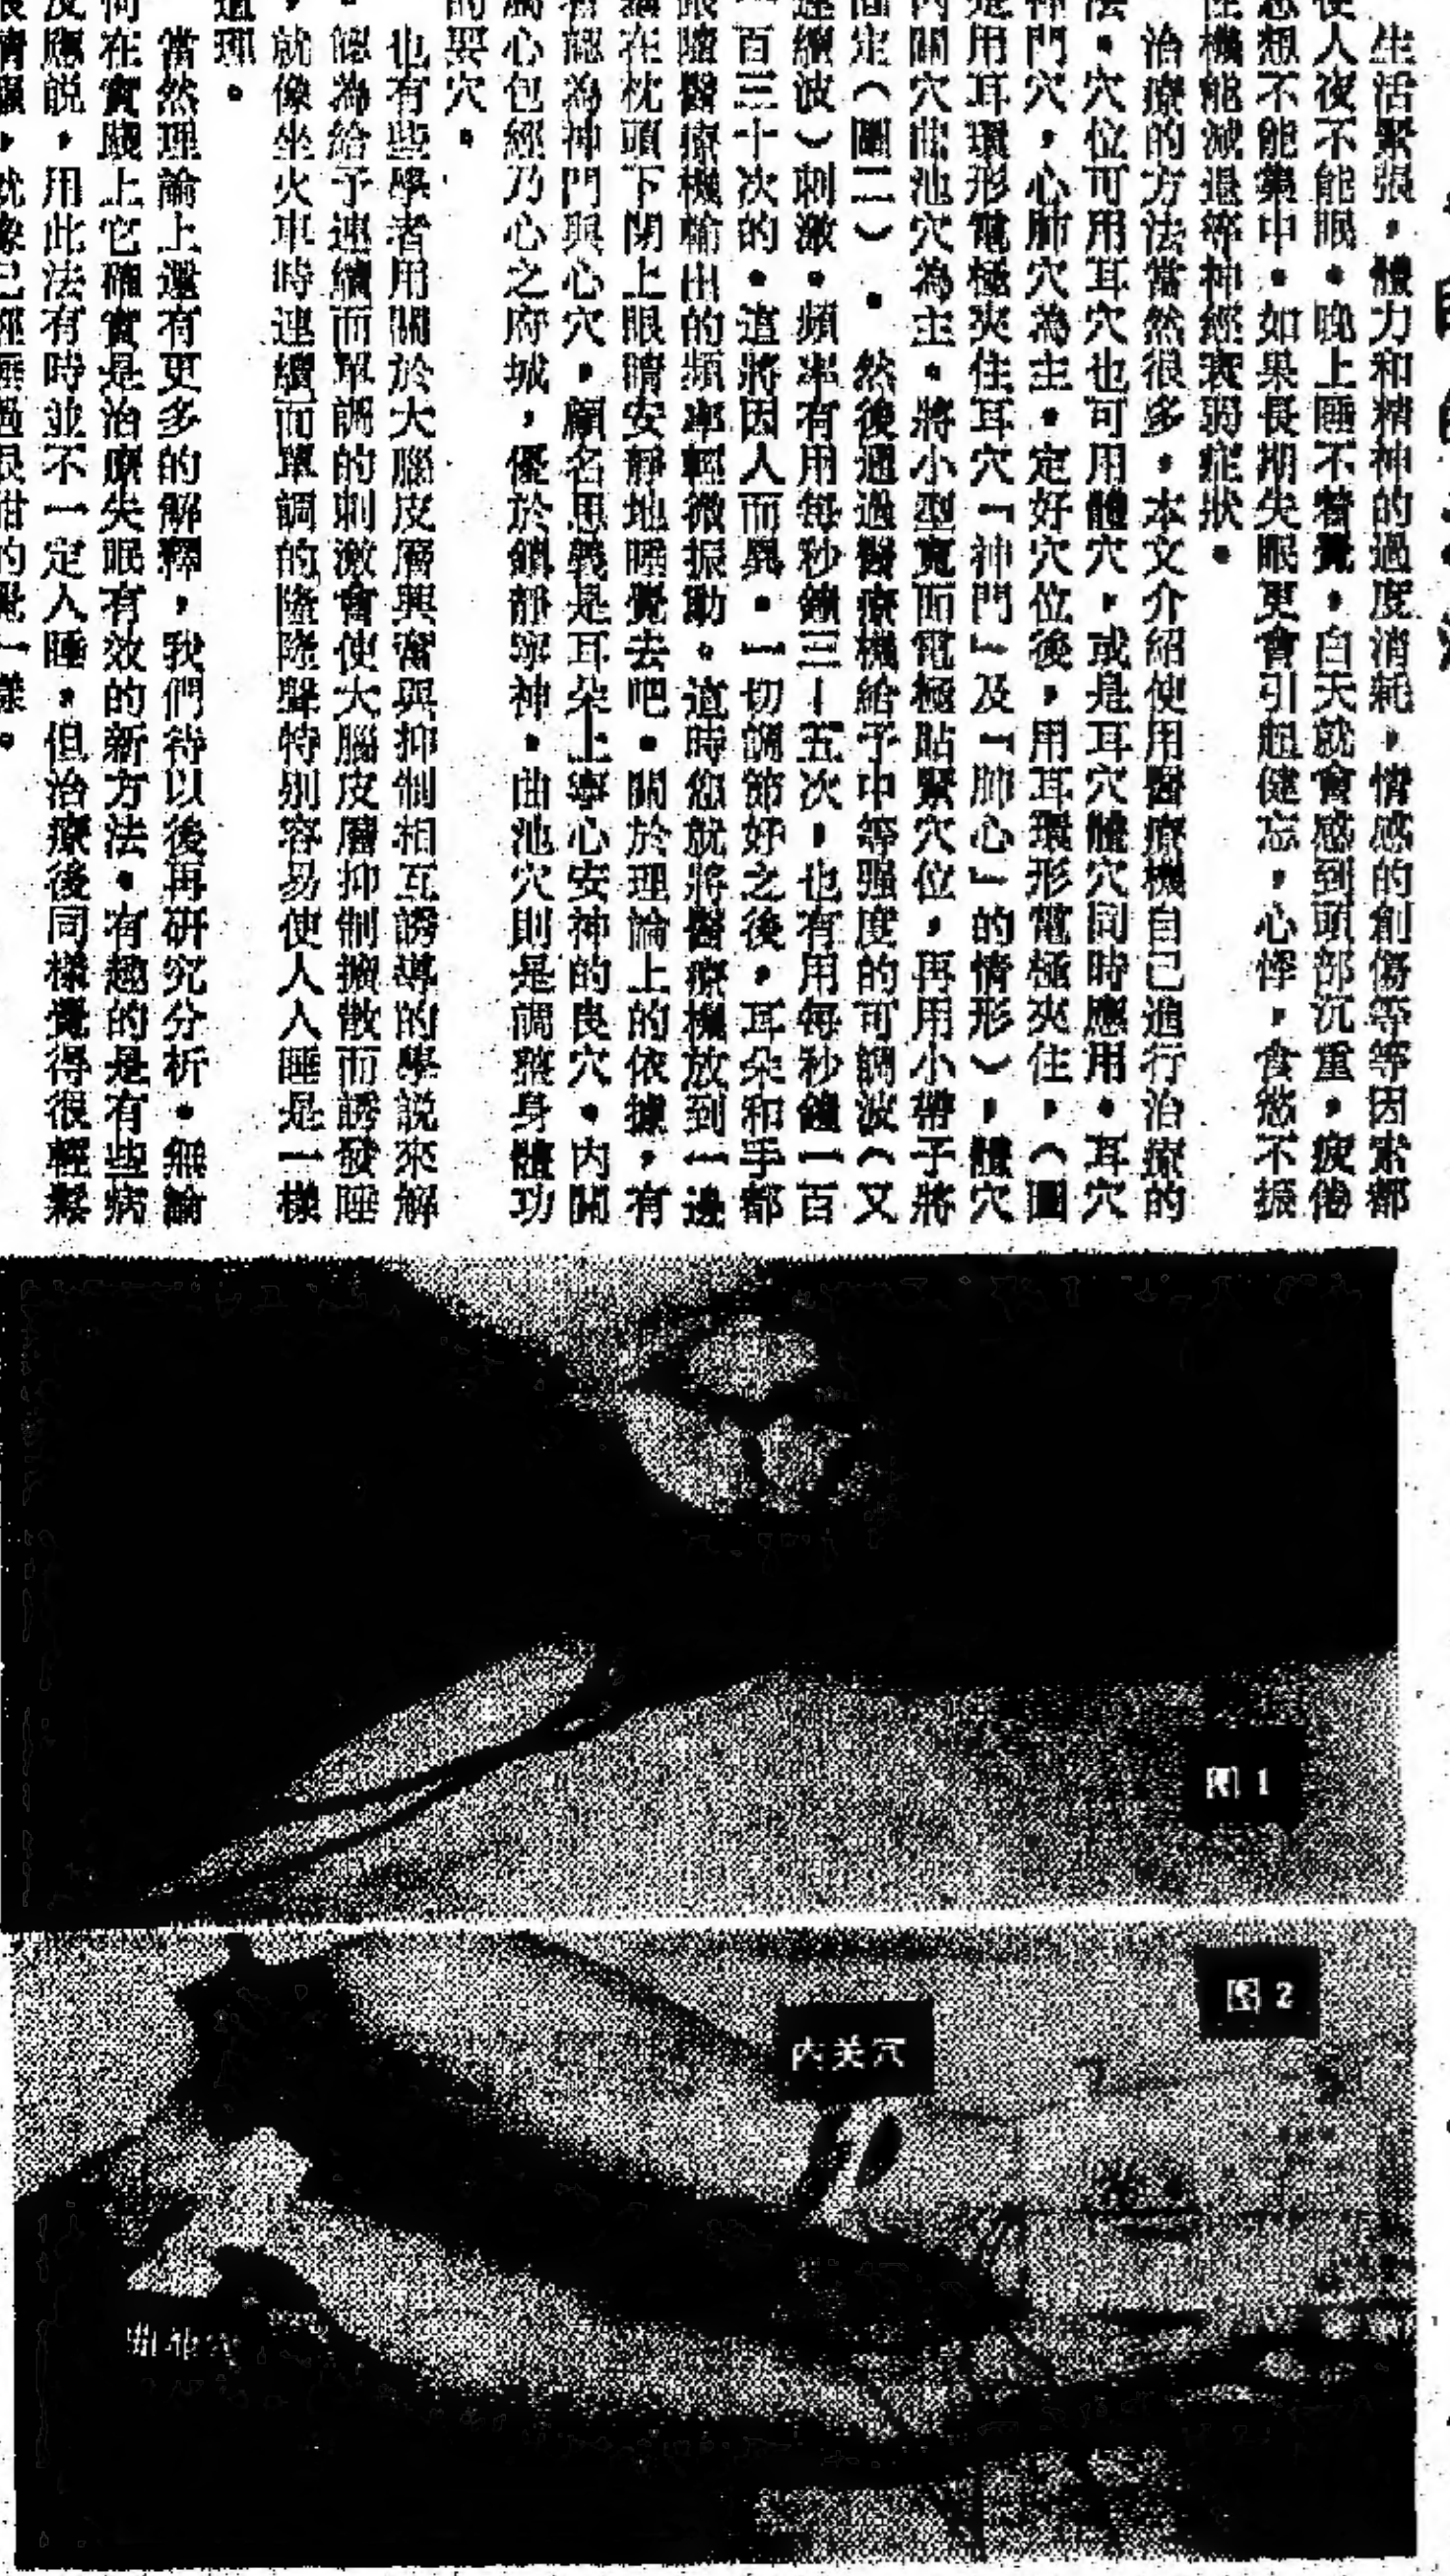 生活緊張，體力和精神的過度消耗，情感的創傷等等因素都
使人夜不能眠。晚上睡不着覺，白天就會感到頭部沉重，疲倦
思想不能集中。如果長期失眠更會引起健忘，心悸，食慾不振
性機能減退等神經衰弱症狀。
治療的方法當然很多，本文介紹使用醫療機自己進行治療的
法。穴位可用耳穴也可用體穴，或是耳穴體穴同時應用。耳穴
神門穴，心肺穴為主。定好穴位後，用耳環形電極夾住，（圖
是用耳環形電極夾住耳穴「神門」及「肺心」的情形），體穴
內關穴曲池穴為主。將小型寬面電極貼緊穴位，再用小帶子將
固定（圖二）。然後通過醫療機給予中等强度的可調波（又
連續波）刺激。頻率有用每秒鐘三－五次，也有用每秒鐘一百
一百三十次的。這將因人而異。一切調節好之後，耳朵和手都
跟隨醫療機輸出的頻率輕微振助。這時您就將醫療機放到一邊
躺在枕頭下閉上眼睛安靜地睡覺去吧。關於理論上的依據，有
者認為神門與心穴，顧名思義是耳朵上寧心安神的良穴。內關
屬心包經乃心之府城，優於鎮靜寧神。曲池穴則是調整身體功
的要穴。
也有些學者用關於大腦皮層興奮與抑制相互誘導的學說來解
。認為給予連續而單調的刺激會使大腦皮層抑制擴散而誘發睡
，就像坐火車時連續而單調的隆隆聲特別容易使人入睡是一樣
道理。
當然理論上還有更多的解釋，我們待以後再研究分析。無論
何在實踐上它確實是治療失眠有效的新方法。有趣的是有些病
反應說，用此法有時並不一定入睡。但治療後同樣覺得很輕鬆
很清醒，就像已經睡過很甜的覺一樣。
图1
图2
内关穴
曲池穴